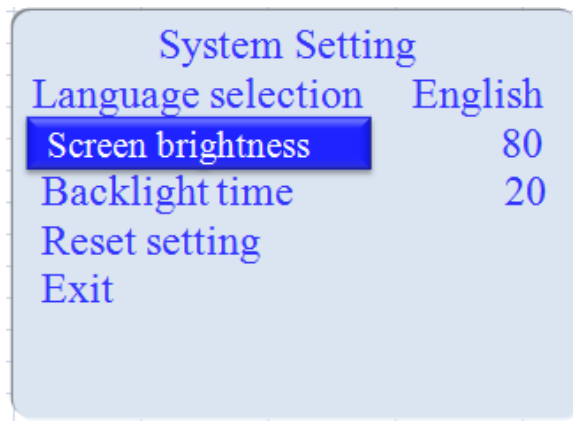 System Setting
Language selection English
Screen brightness 80
Backlight time 20
Reset setting
Exit